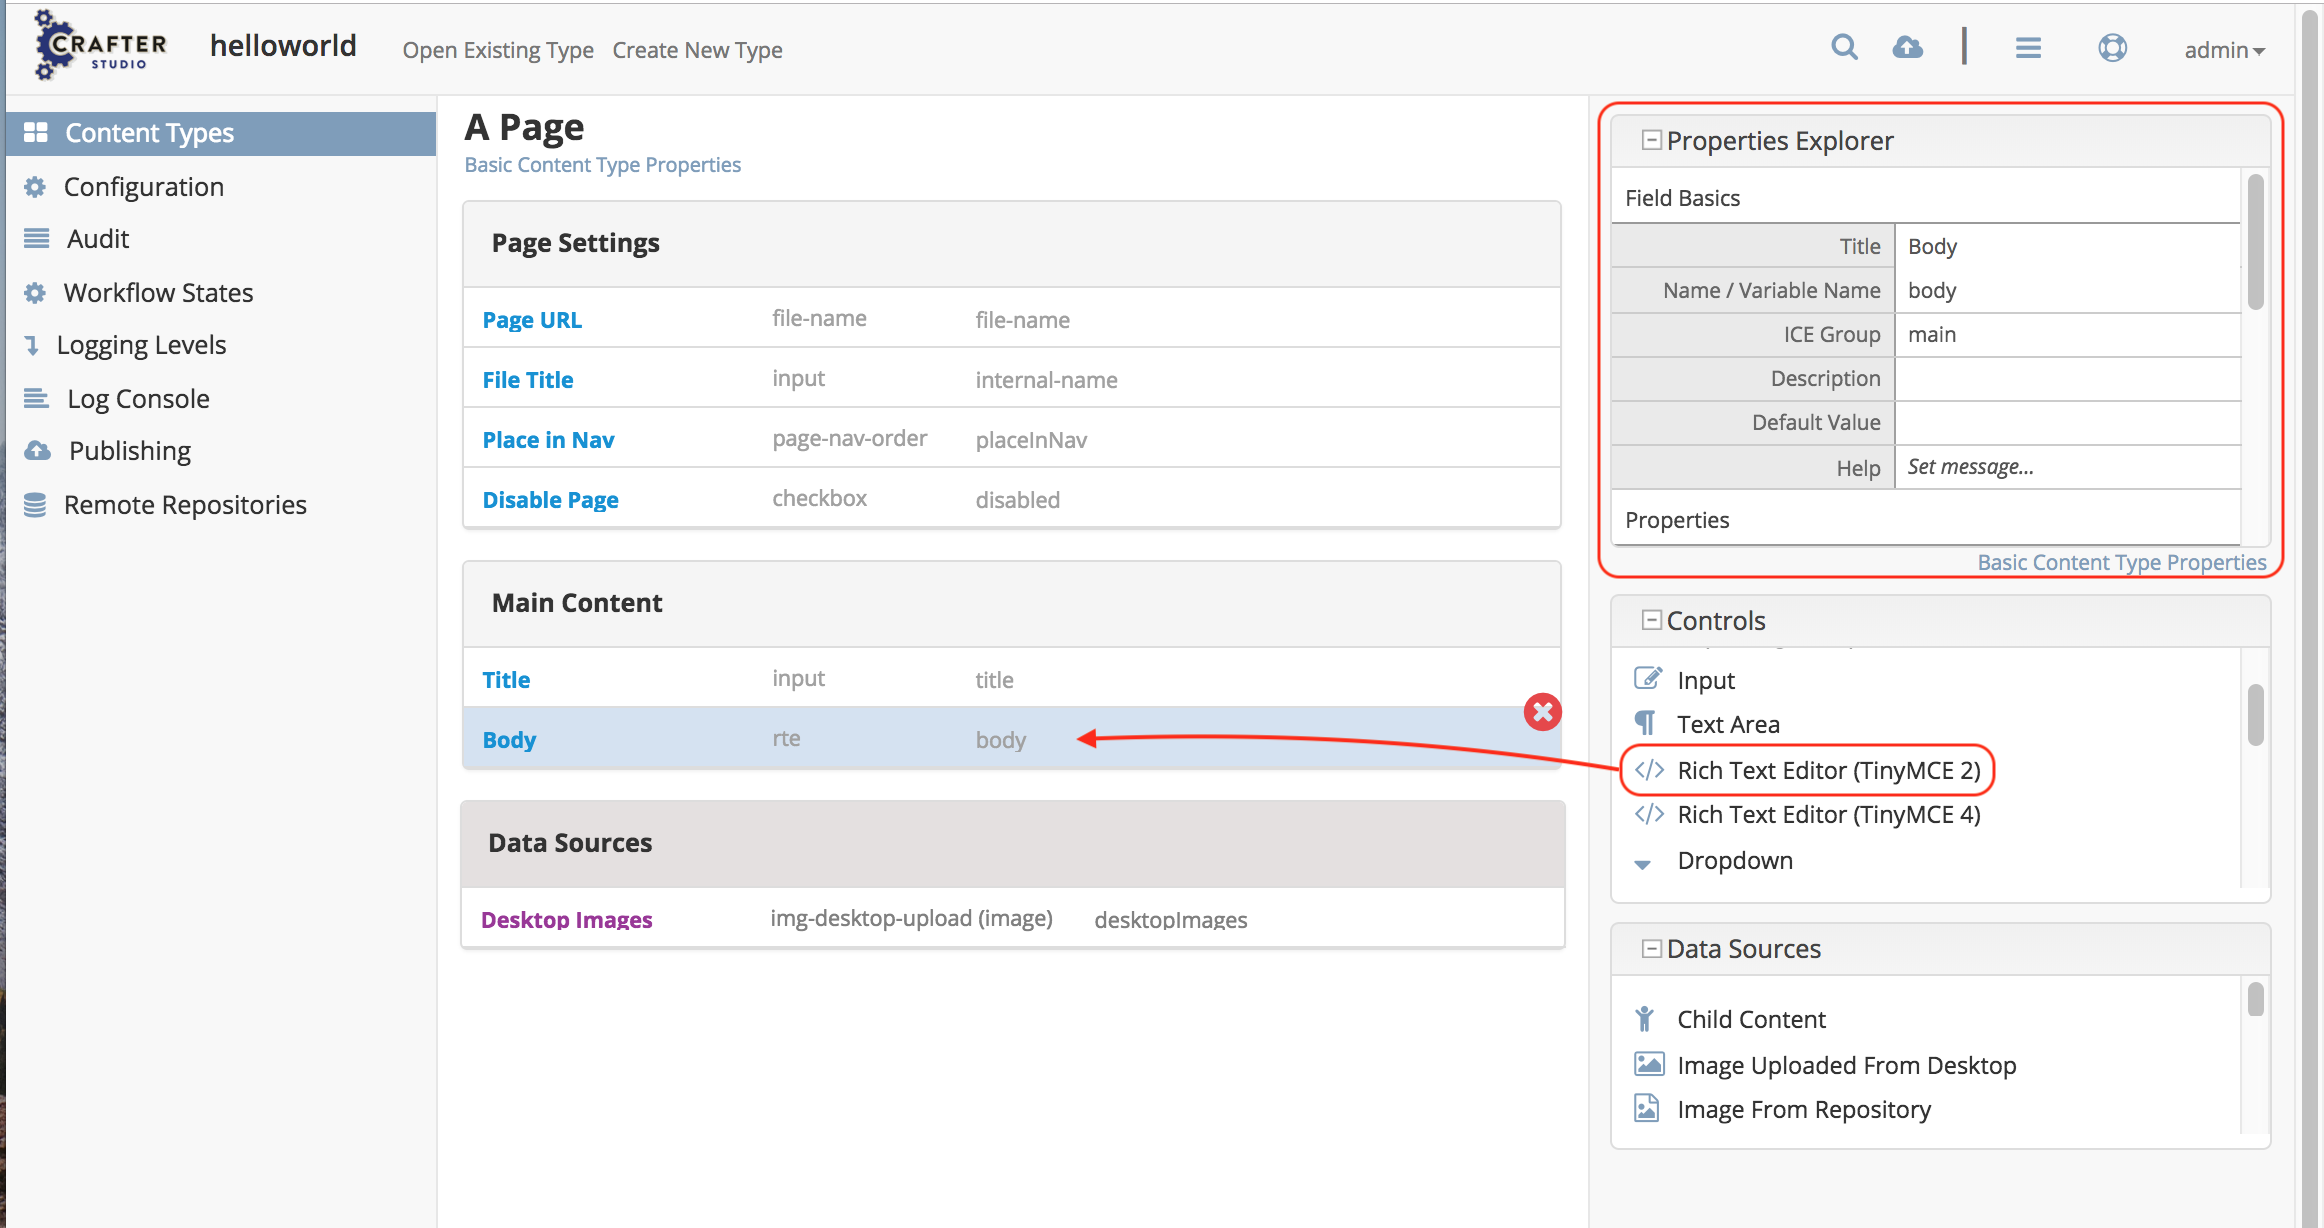 CRAFTER
STUDIO
helloworld
Open Existing Type
Create New Type
admin
Content Types
Configuration
Audit
Workflow States
Logging Levels
Log Console
Publishing
Remote Repositories
A Page
Basic Content Type Properties
Page Settings
Page URL file-name file-name
File Title input internal-name
Place in Nav page-nav-order placeInNav
Disable Page checkbox disabled
Main Content
Title input title
Body rte body
Data Sources
Desktop Images img-desktop-upload (image) desktopImages
Properties Explorer
Field Basics
Title Body
Name / Variable Name body
ICE Group main
Description
Default Value
Help Set message...
Properties
Basic Content Type Properties
Controls
Input
Text Area
Rich Text Editor (TinyMCE 2)
Rich Text Editor (TinyMCE 4)
Dropdown
Data Sources
Child Content
Image Uploaded From Desktop
Image From Repository